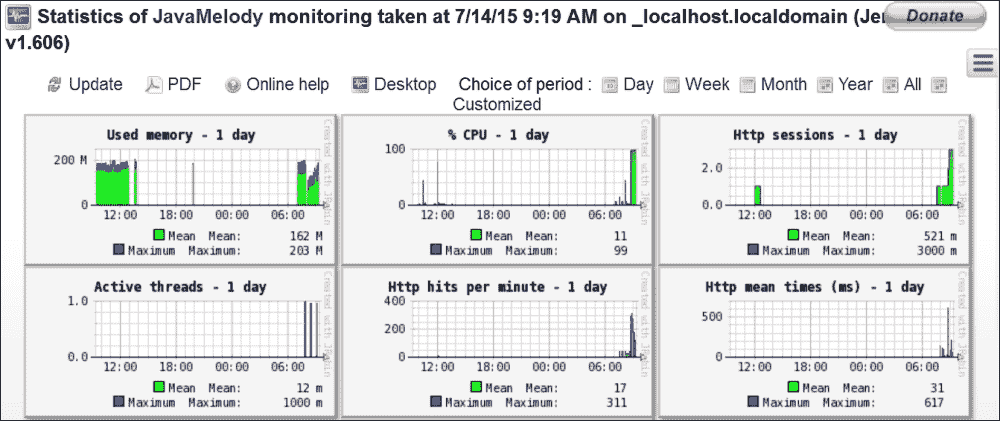 Statistics of JavaMelody monitoring taken at 7/14/15 9:19 AM on _localhost.localdomain (Je
Donate
v1.606)
Update PDF Online help Desktop Choice of period : Day Week Month Year All
Customized
Used memory - 1 day
200 M
0
12:00 18:00 00:00 06:00
Mean Mean: 162 M
Maximum Maximum: 203 M
Created with JRobin
% CPU - 1 day
100
0
12:00 18:00 00:00 06:00
Mean Mean: 11
Maximum Maximum: 99
Created with JRobin
Http sessions - 1 day
2.0
0.0
12:00 18:00 00:00 06:00
Mean Mean: 521 m
Maximum Maximum: 3000 m
Created with JRobin
Active threads - 1 day
1.0
0.0
12:00 18:00 00:00 06:00
Mean Mean: 12 m
Maximum Maximum: 1000 m
Created with JRobin
Http hits per minute - 1 day
400
200
0
12:00 18:00 00:00 06:00
Mean Mean: 17
Maximum Maximum: 311
Created with JRobin
Http mean times (ms) - 1 day
500
0
12:00 18:00 00:00 06:00
Mean Mean: 31
Maximum Maximum: 617
Created with JRobin